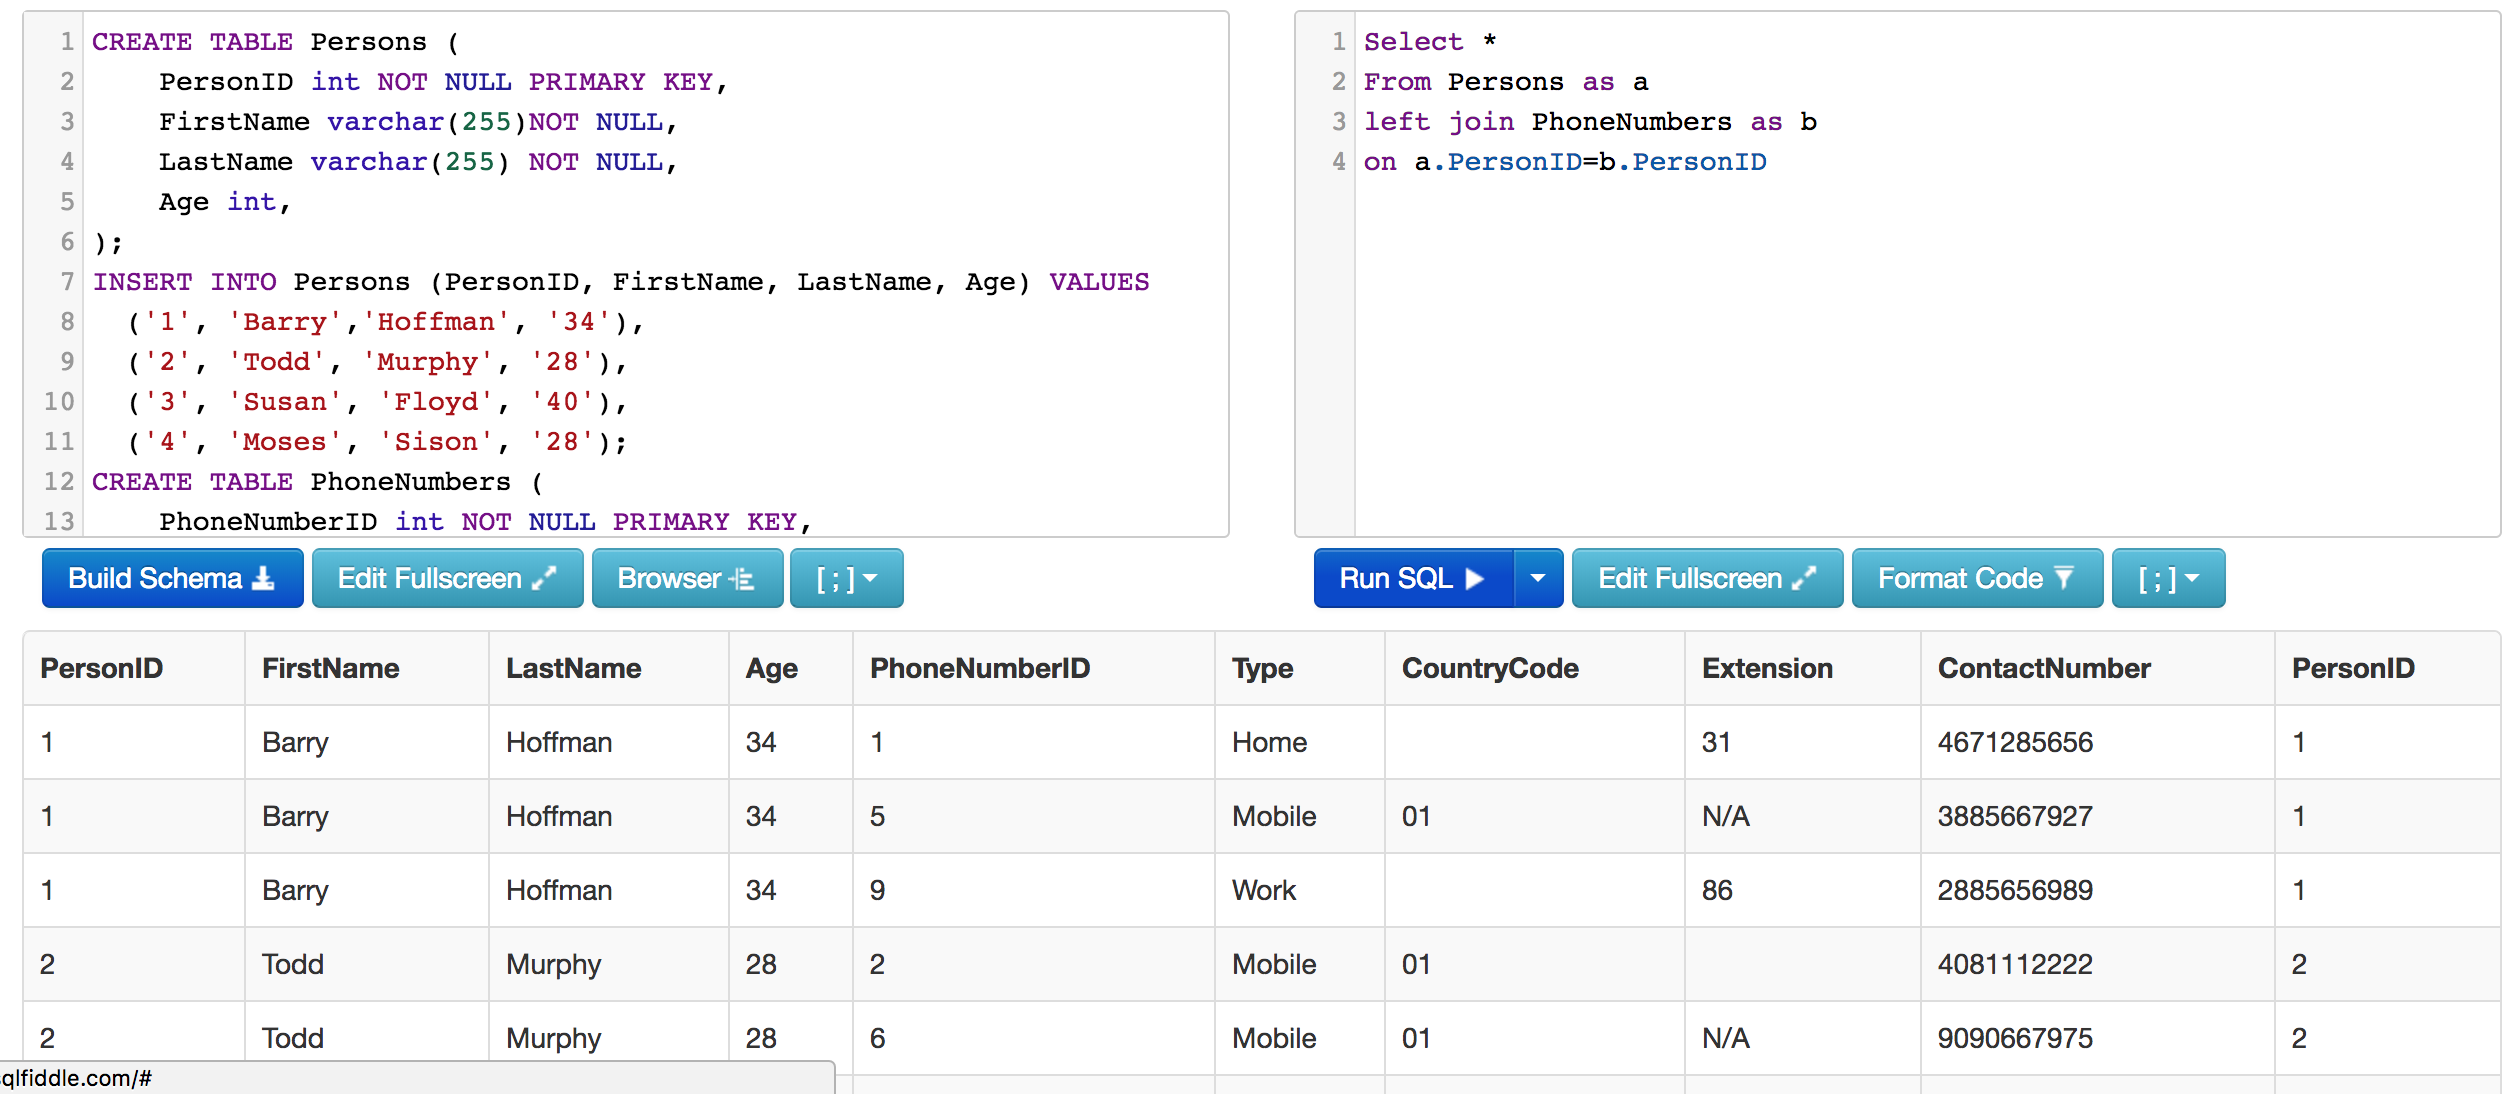 1 CREATE TABLE Persons (
2     PersonID int NOT NULL PRIMARY KEY,
3     FirstName varchar(255)NOT NULL,
4     LastName varchar(255) NOT NULL,
5     Age int,
6 );
7 INSERT INTO Persons (PersonID, FirstName, LastName, Age) VALUES
8   ('1', 'Barry','Hoffman', '34'),
9   ('2', 'Todd', 'Murphy', '28'),
10   ('3', 'Susan', 'Floyd', '40'),
11   ('4', 'Moses', 'Sison', '28');
12 CREATE TABLE PhoneNumbers (
13     PhoneNumberID int NOT NULL PRIMARY KEY,
1 Select *
2 From Persons as a
3 left join PhoneNumbers as b
4 on a.PersonID=b.PersonID
Build Schema Edit Fullscreen Browser [ ; ]
Run SQL Edit Fullscreen Format Code [ ; ]
PersonID FirstName LastName Age PhoneNumberID Type CountryCode Extension ContactNumber PersonID
1 Barry Hoffman 34 1 Home 31 4671285656 1
1 Barry Hoffman 34 5 Mobile 01 N/A 3885667927 1
1 Barry Hoffman 34 9 Work 86 2885656989 1
2 Todd Murphy 28 2 Mobile 01 4081112222 2
2 Todd Murphy 28 6 Mobile 01 N/A 9090667975 2
qlfiddle.com/#